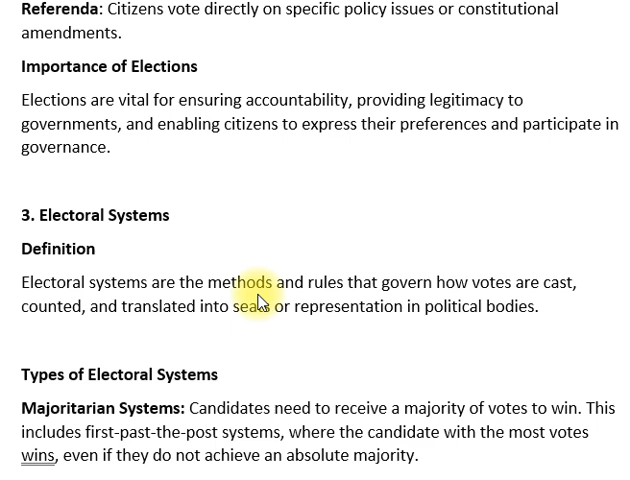 Referenda: Citizens vote directly on specific policy issues or constitutional
amendments.
Importance of Elections
Elections are vital for ensuring accountability, providing legitimacy to
governments, and enabling citizens to express their preferences and participate in
governance.
3. Electoral Systems
Definition
Electoral systems are the methods and rules that govern how votes are cast,
counted, and translated into seats or representation in political bodies.
Types of Electoral Systems
Majoritarian Systems: Candidates need to receive a majority of votes to win. This
includes first-past-the-post systems, where the candidate with the most votes
wins, even if they do not achieve an absolute majority.